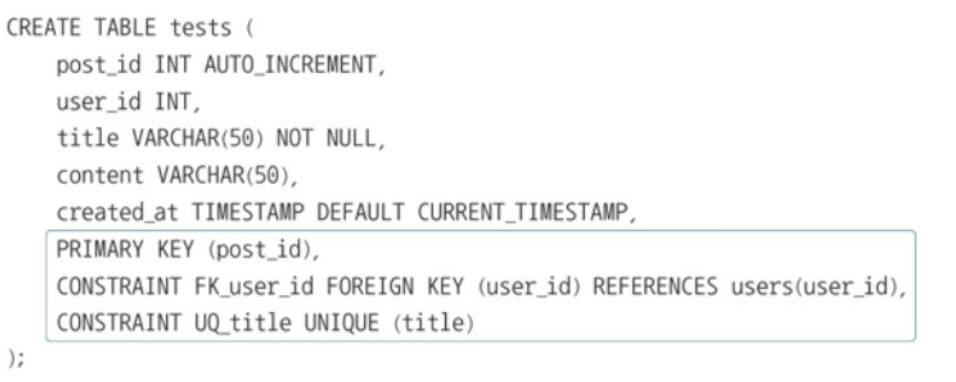 CREATE TABLE tests (
post_id INT AUTO_INCREMENT,
user_id INT,
title VARCHAR(50) NOT NULL,
content VARCHAR(50),
created_at TIMESTAMP DEFAULT CURRENT_TIMESTAMP,
PRIMARY KEY (post_id),
CONSTRAINT FK_user_id FOREIGN KEY (user_id) REFERENCES users(user_id),
CONSTRAINT UQ_title UNIQUE (title)
);